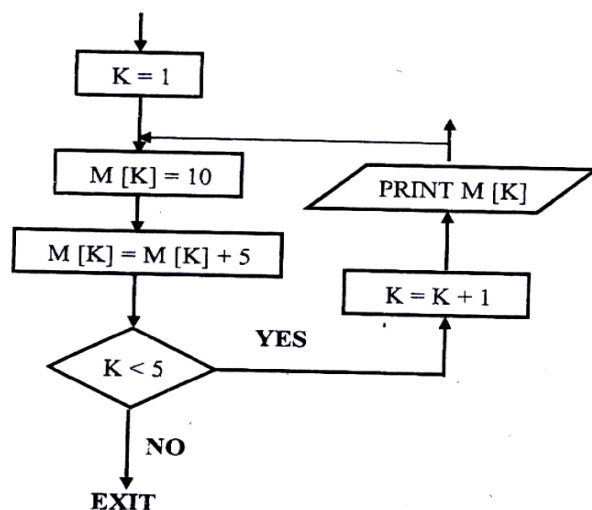 K = 1
M [K] = 10
M [K] = M [K] + 5
K < 5
YES
K = K + 1
PRINT M [K]
NO
EXIT